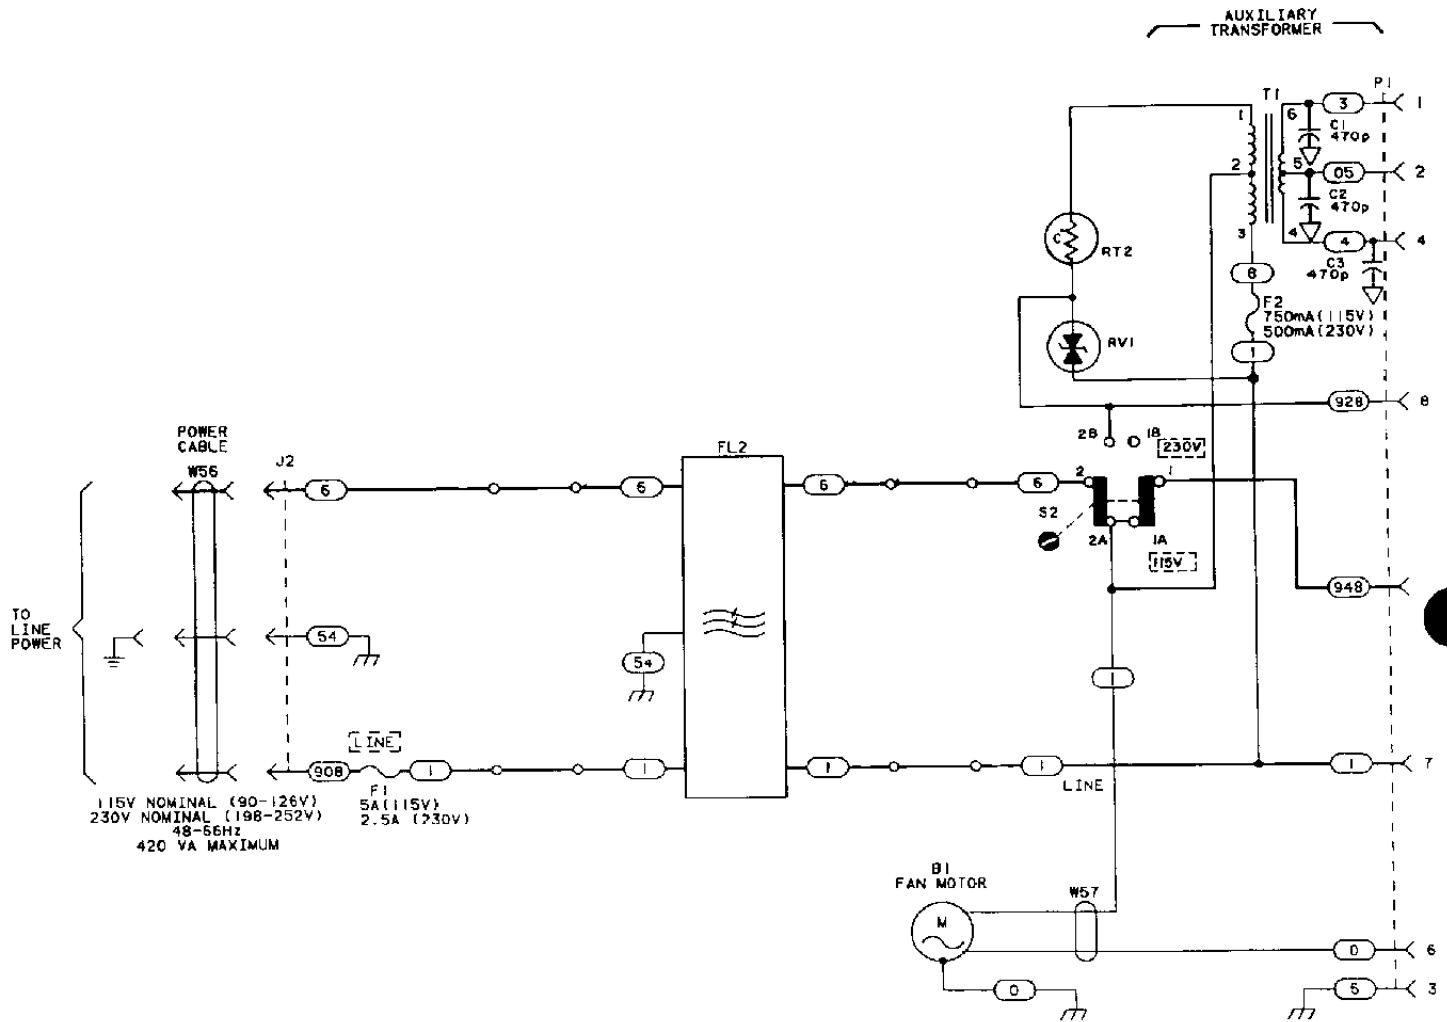 AUXILIARY
TRANSFORMER
P1
T1
1
6
3
1
C1
470p
2
5
05
2
C2
470p
3
4
4
4
C3
470p
RT2
8
F2
750mA(115V)
500mA(230V)
RV1
1
928
8
2B
1B
230V
POWER
CABLE
W56
J2
FL2
6
6
6
6
2
1
S2
2A
1A
115V
948
TO
LINE
POWER
54
54
1
LINE
908
1
1
1
1
LINE
1
7
F1
5A(115V)
2.5A (230V)
115V NOMINAL (90-126V)
230V NOMINAL (198-252V)
48-66Hz
420 VA MAXIMUM
B1
FAN MOTOR
W57
M
0
6
0
5
3